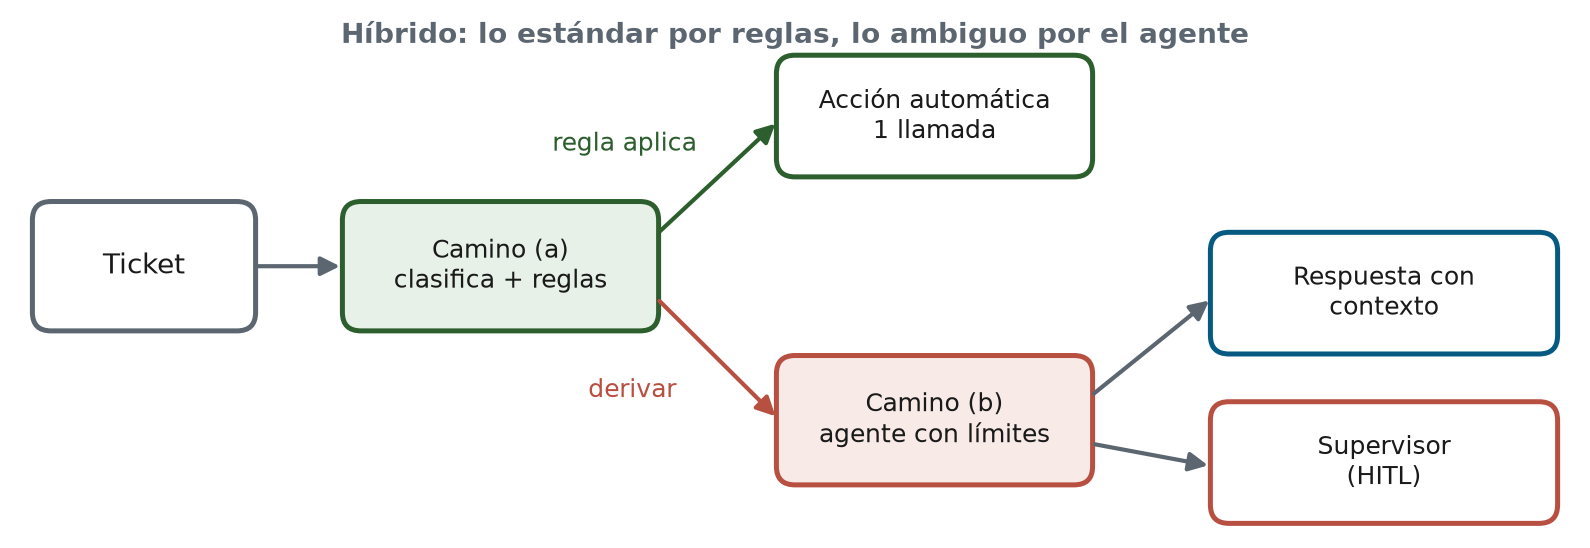 Híbrido: lo estándar por reglas, lo ambiguo por el agente
Acción automática
1 llamada
regla aplica
Ticket
Camino (a)
clasifica + reglas
Respuesta con
contexto
derivar
Camino (b)
agente con límites
Supervisor
(HITL)